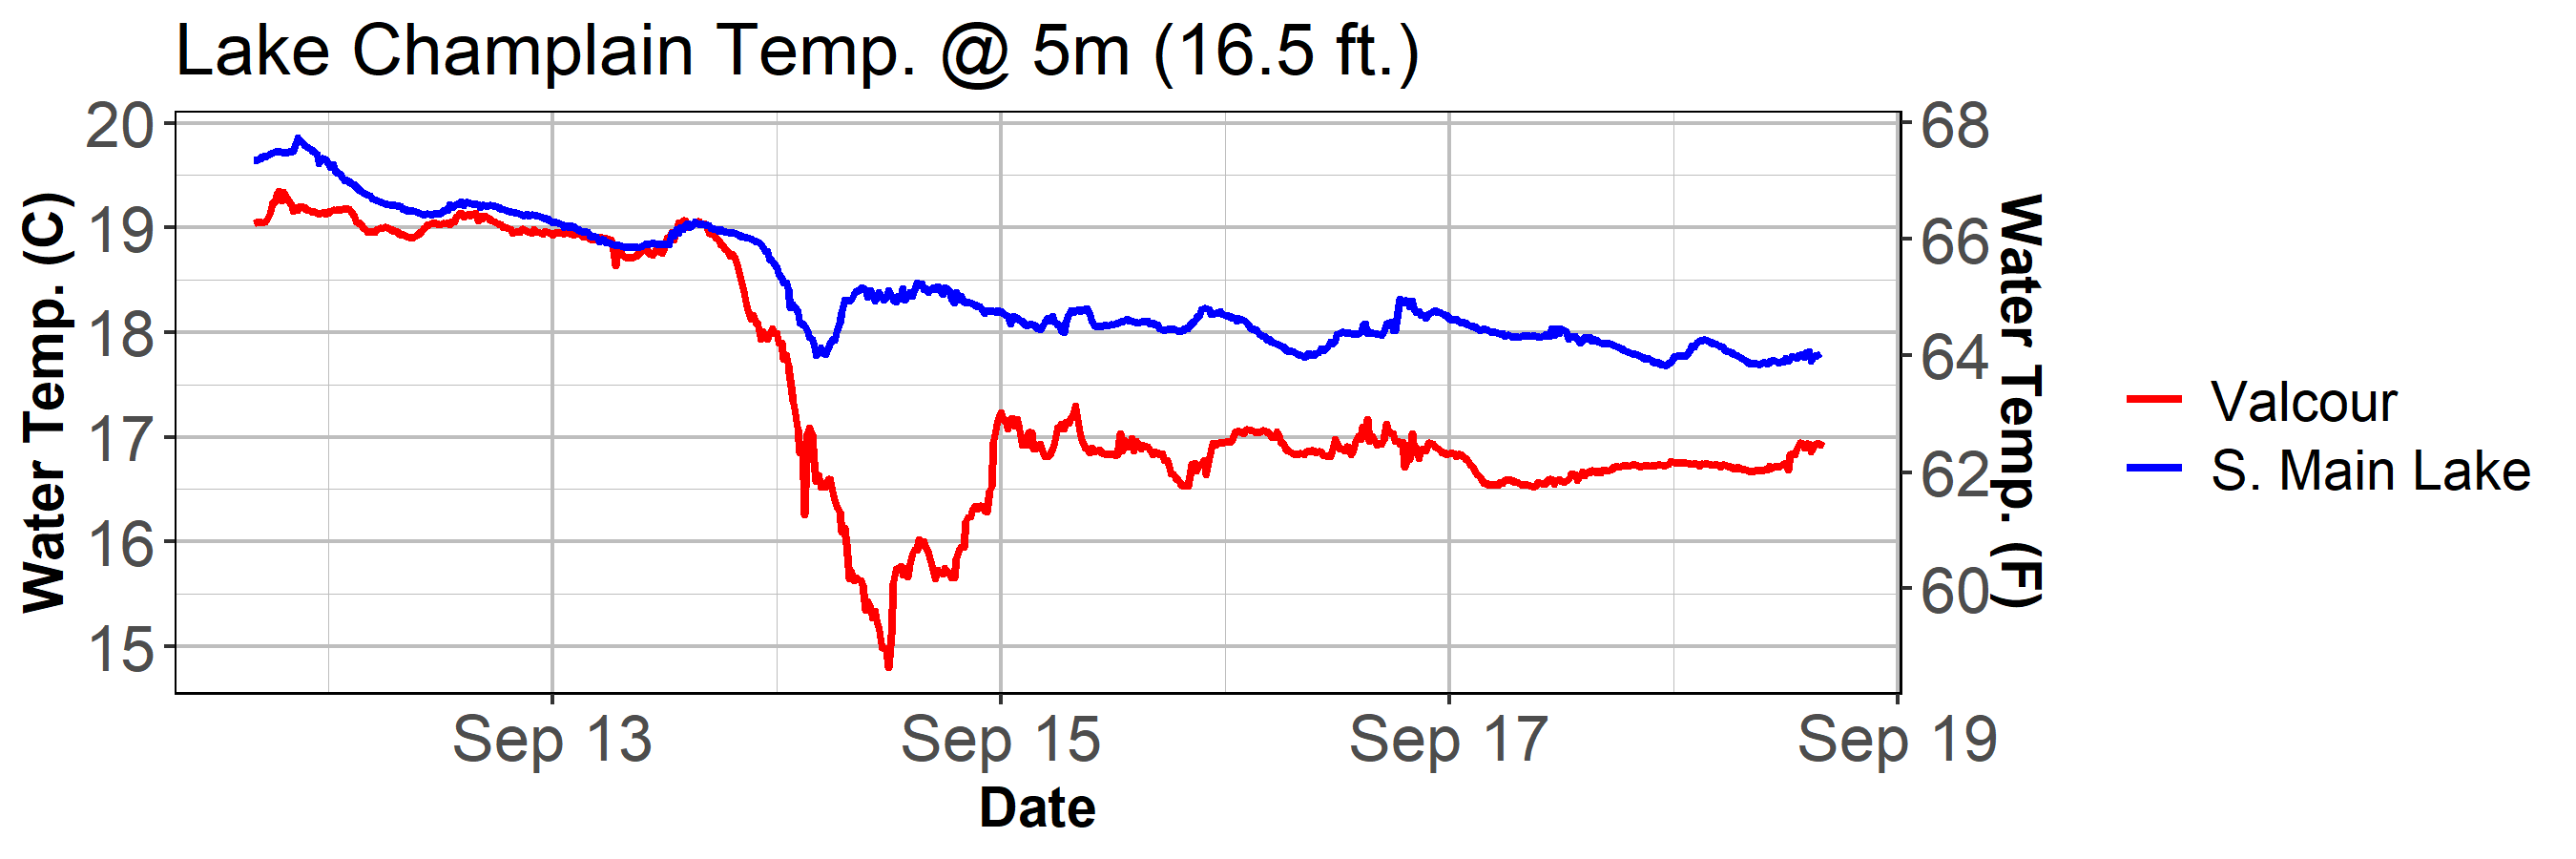 Lake Champlain Temp. @ 5m (16.5 ft.)
Water Temp. (C)
20
19
18
17
16
15
68
66
64
62
60
Water Temp. (F)
Sep 13
Sep 15
Sep 17
Sep 19
Date
Valcour
S. Main Lake